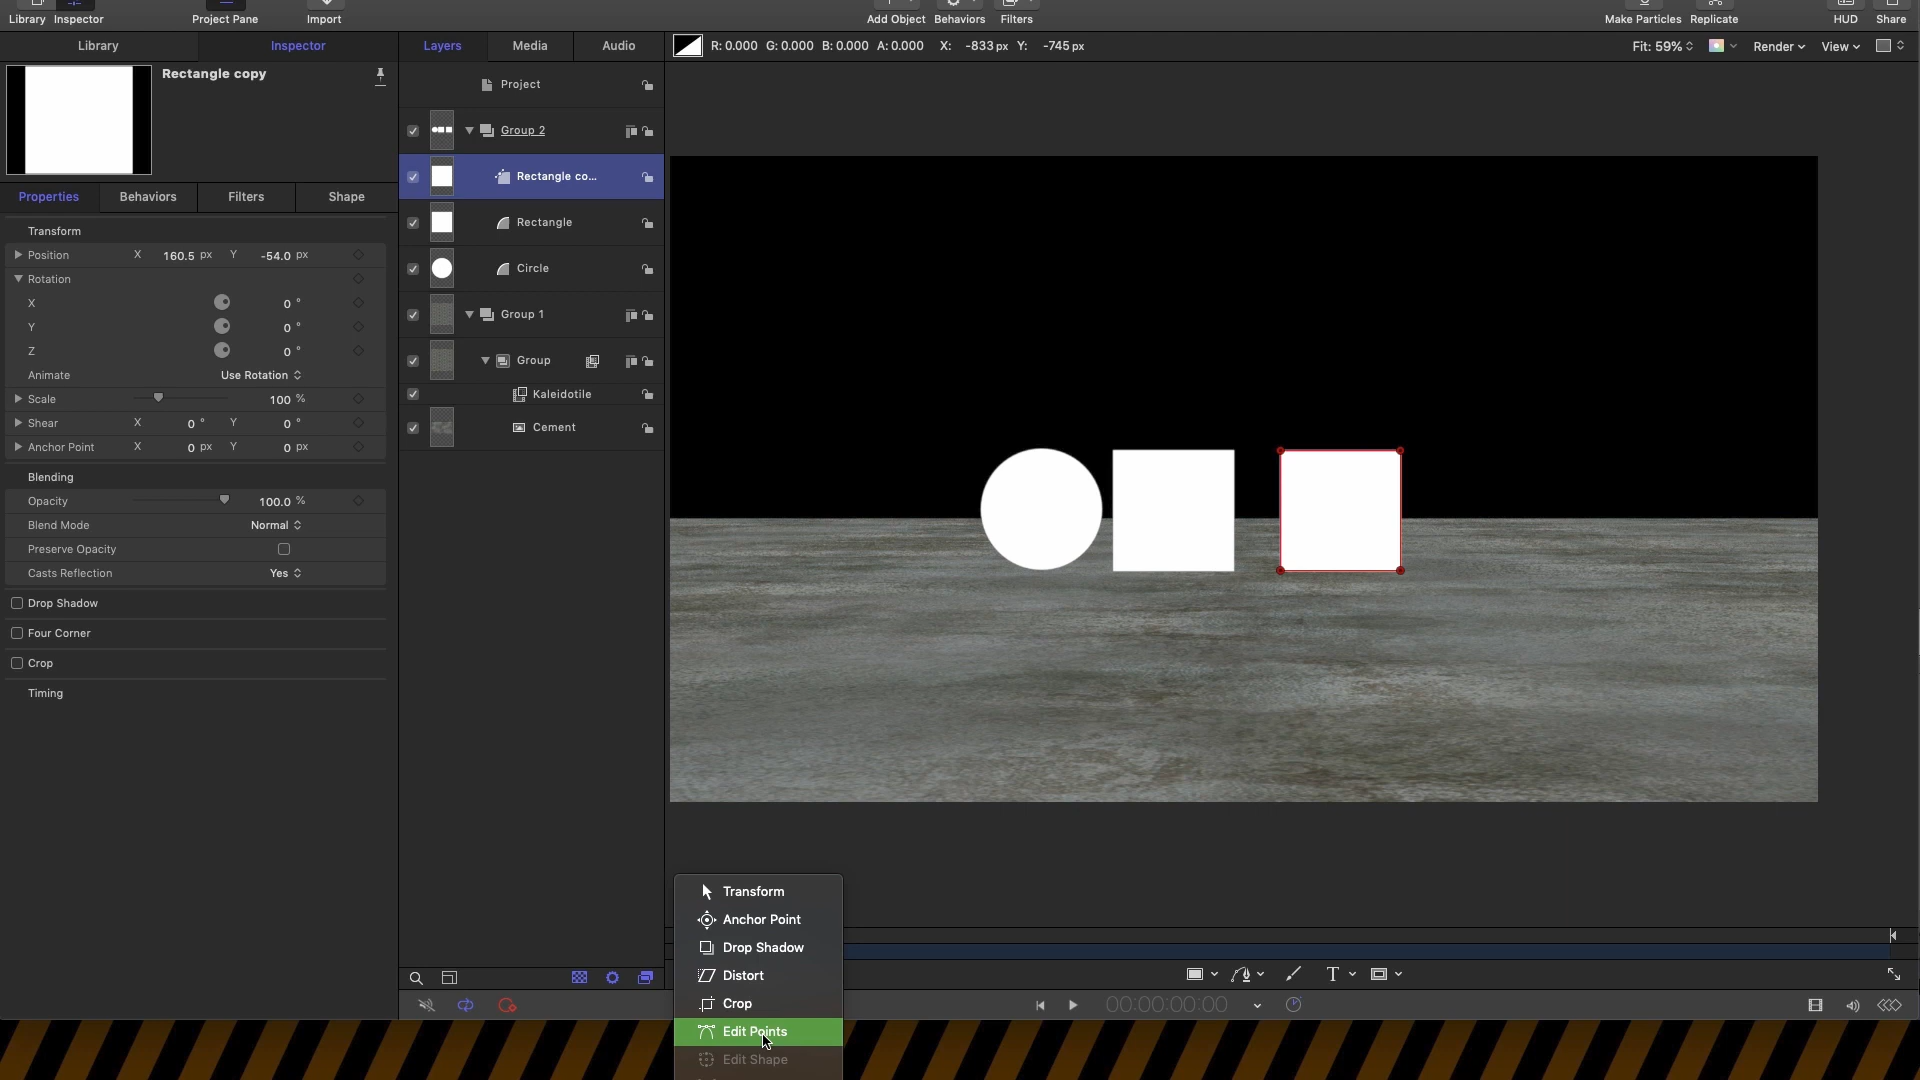 Library Inspector Project Pane Import Add Object Behaviors Filters Make Particles Replicate HUD Share
Library Inspector Layers Media Audio R: 0.000 G: 0.000 B: 0.000 A: 0.000 X: -833 px Y: -745 px Fit: 59% Render View
Rectangle copy
Project
Group 2
Rectangle co...
Properties Behaviors Filters Shape
Rectangle
Transform
Position X 160.5 px Y -54.0 px
Circle
Rotation
X 0 °
Group 1
Y 0 °
Z 0 °
Group
Animate Use Rotation
Kaleidotile
Scale 100 %
Shear X 0 ° Y 0 °
Cement
Anchor Point X 0 px Y 0 px
Blending
Opacity 100.0 %
Blend Mode Normal
Preserve Opacity
Casts Reflection Yes
Drop Shadow
Four Corner
Crop
Timing
Transform
Anchor Point
Drop Shadow
Distort
T
Crop
00:00:00:00
Edit Points
Edit Shape